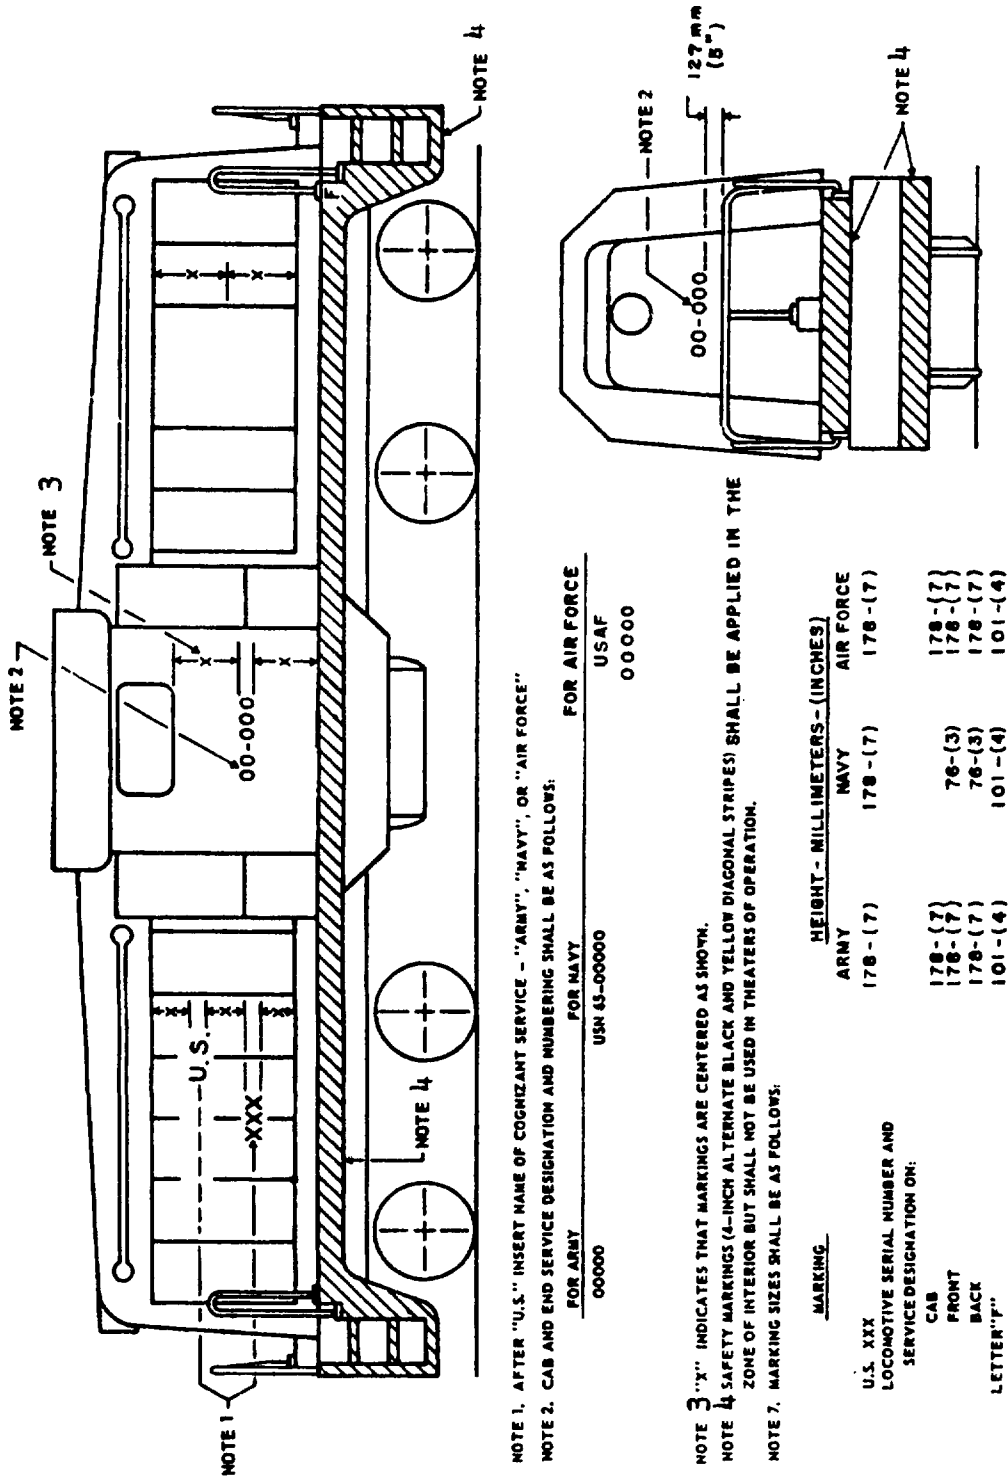 NOTE 2
NOTE 3
NOTE 1
U.S.
XXX
X
X
X
00-000
X
X
X
X
F
NOTE 4
NOTE 4
NOTE 2
00-000
127 mm
(5")
NOTE 4
NOTE 1. AFTER "U.S." INSERT NAME OF COGNIZANT SERVICE - "ARMY", "NAVY", OR "AIR FORCE"
NOTE 2. CAB AND END SERVICE DESIGNATION AND NUMBERING SHALL BE AS FOLLOWS:
FOR ARMY FOR NAVY FOR AIR FORCE
00000 USN 65-00000 USAF
00000
NOTE 3 "X" INDICATES THAT MARKINGS ARE CENTERED AS SHOWN.
NOTE 4 SAFETY MARKINGS (4-INCH ALTERNATE BLACK AND YELLOW DIAGONAL STRIPES) SHALL BE APPLIED IN THE
ZONE OF INTERIOR BUT SHALL NOT BE USED IN THEATERS OF OPERATION.
NOTE 7. MARKING SIZES SHALL BE AS FOLLOWS:
HEIGHT - MILLIMETERS - (INCHES)
MARKING ARMY NAVY AIR FORCE
U.S. XXX 178-(7) 178-(7) 178-(7)
LOCOMOTIVE SERIAL NUMBER AND
SERVICE DESIGNATION ON:
CAB 178-(7) 178-(7)
FRONT 178-(7) 76-(3) 178-(7)
BACK 178-(7) 76-(3) 178-(7)
LETTER "F" 101-(4) 101-(4) 101-(4)